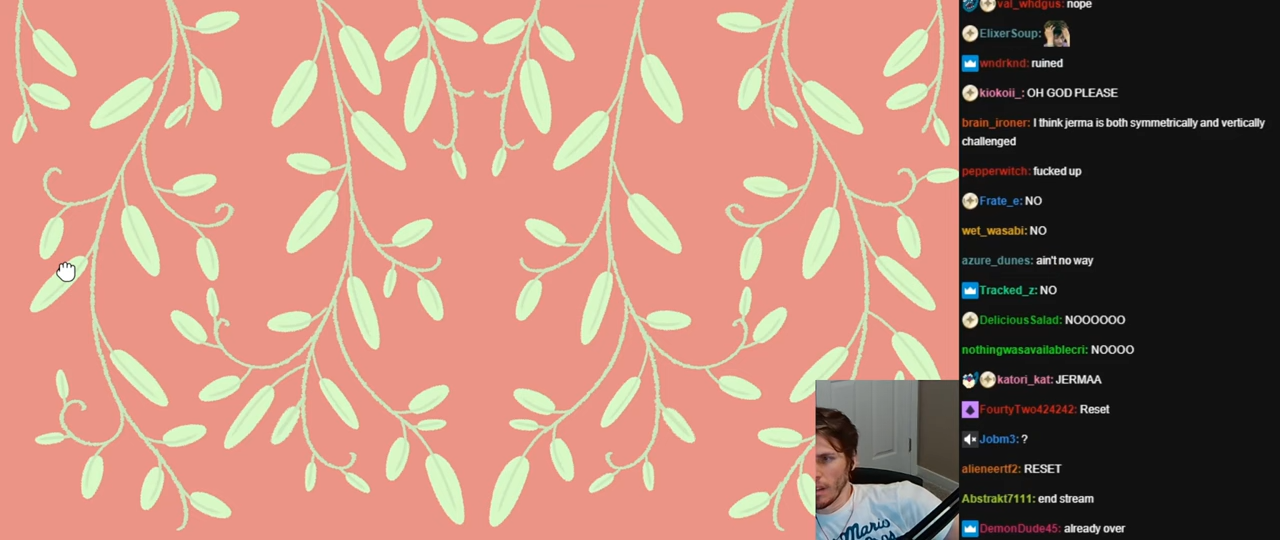 val_whdgus: nope
ElixerSoup:
wndrknd: ruined
kiokoii_: OH GOD PLEASE
brain_ironer: I think jerma is both symmetrically and vertically
challenged
pepperwitch: fucked up
Frate_e: NO
wet_wasabi: NO
azure_dunes: ain't no way
Tracked_z: NO
DeliciousSalad: NOOOOOO
nothingwasavailablecri: NOOOO
katori_kat: JERMAA
FourtyTwo424242: Reset
Jobm3: ?
alieneertf2: RESET
Abstrakt7111: end stream
DemonDude45: already over
Mario